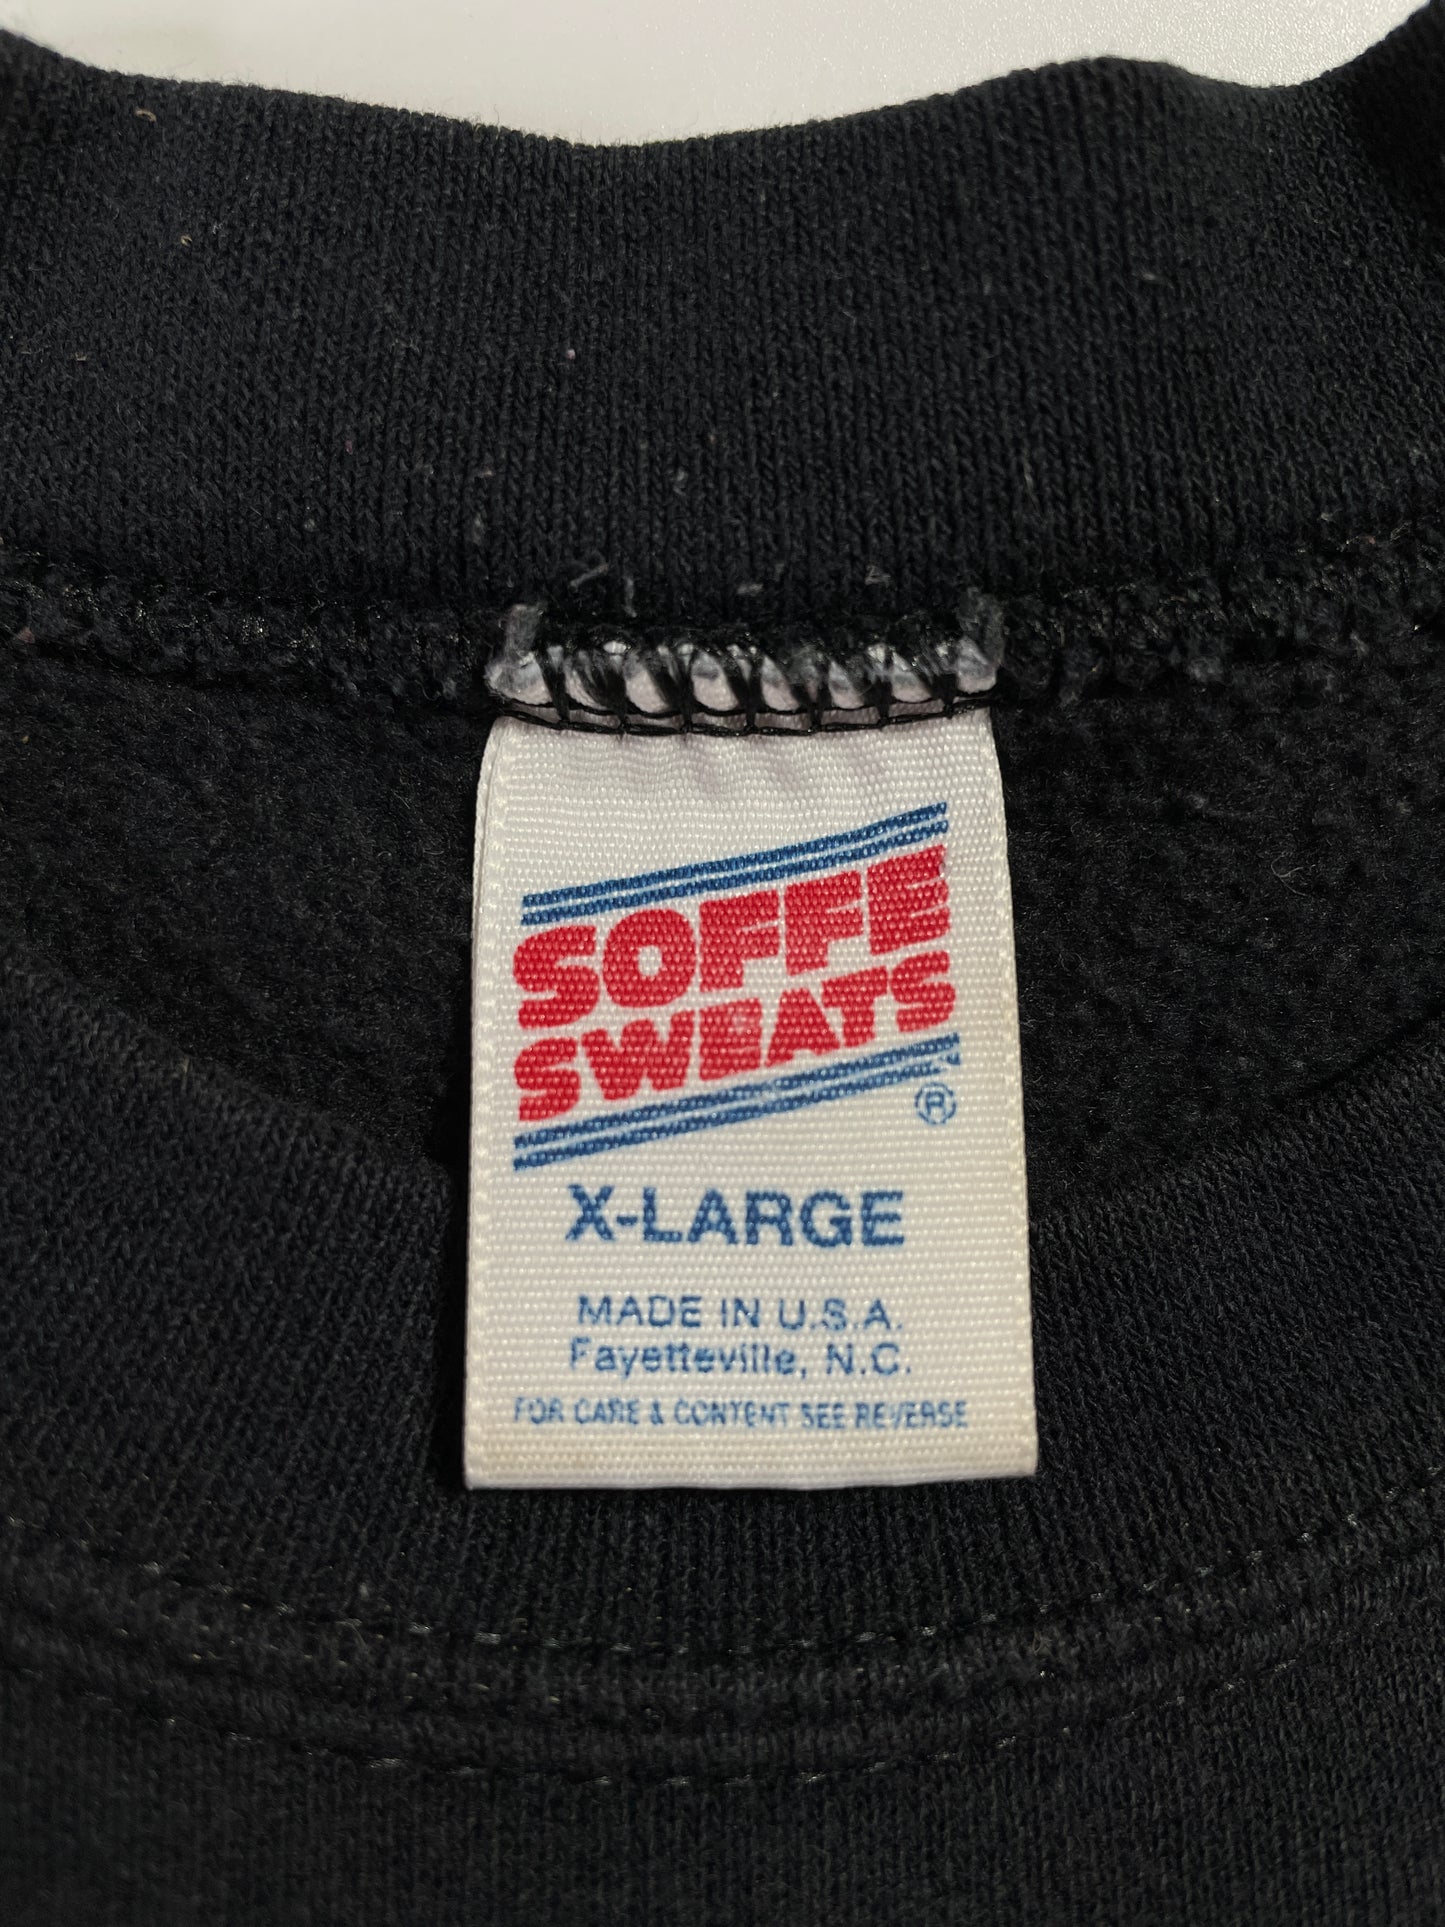 SOFFE
SWEATS
®
X-LARGE
MADE IN U.S.A.
Fayetteville, N.C.
FOR CARE & CONTENT SEE REVERSE